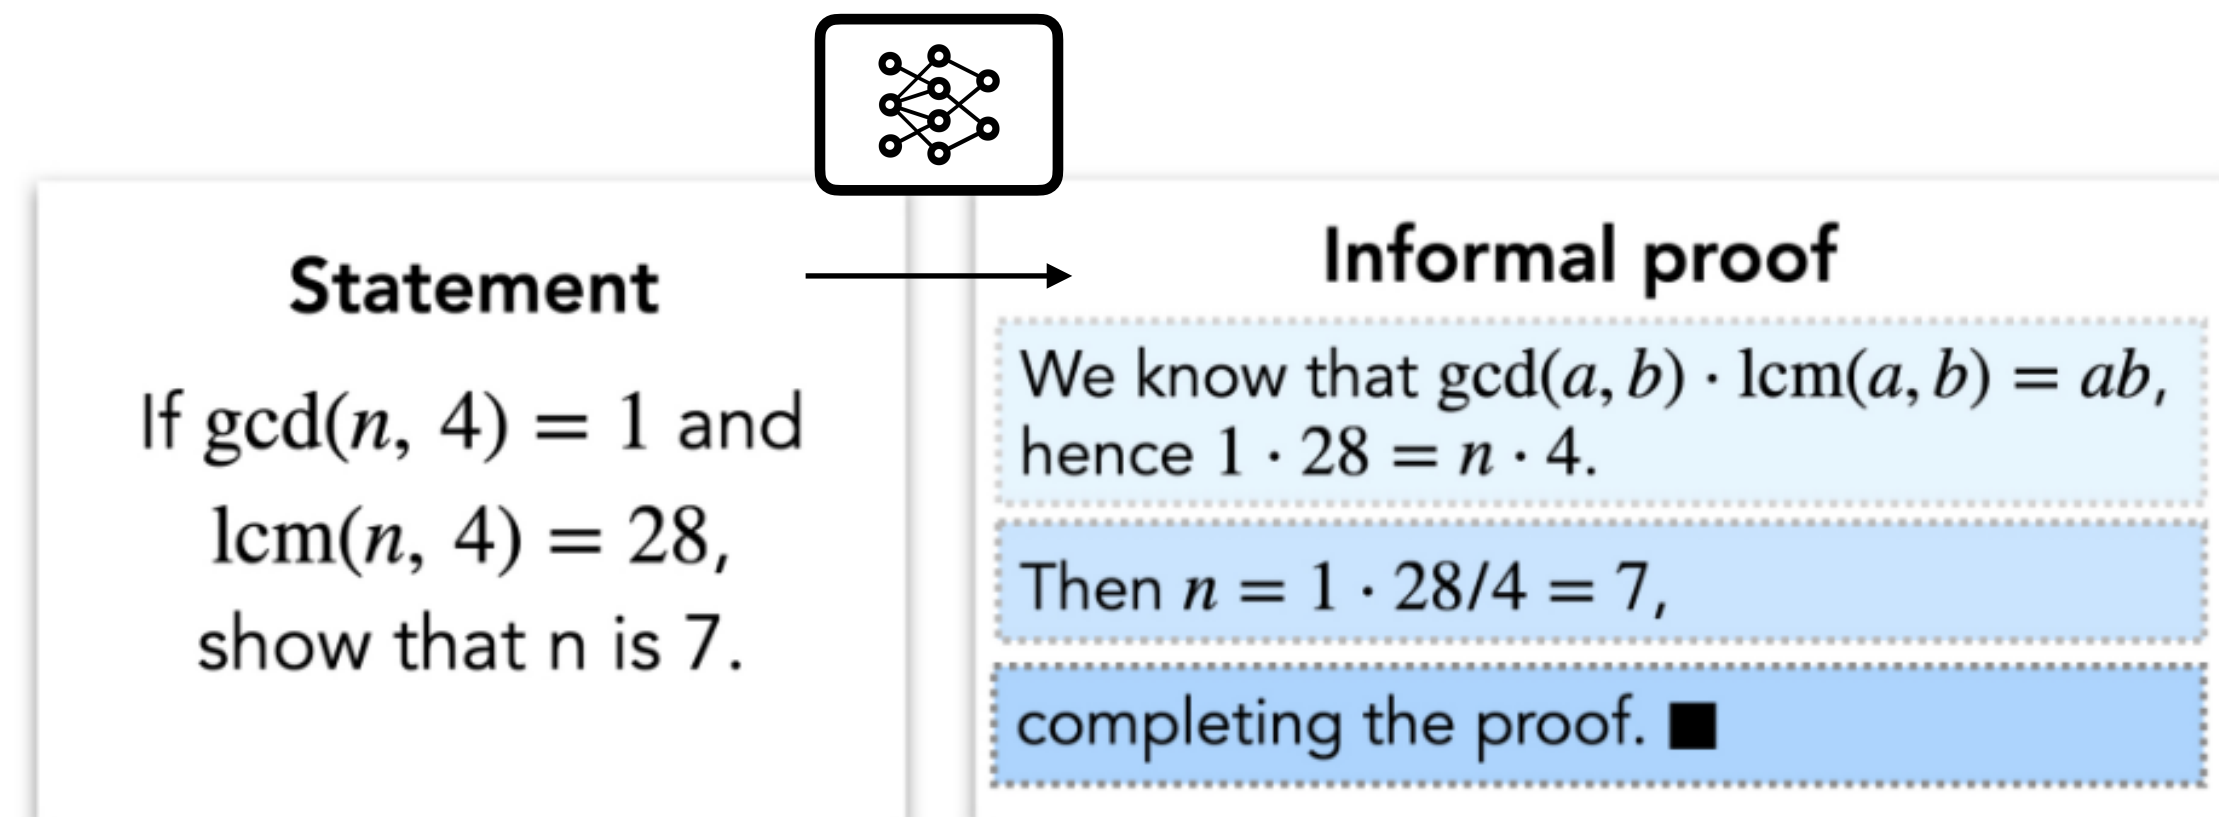 Statement
If gcd(n, 4) = 1 and
lcm(n, 4) = 28,
show that n is 7.
Informal proof
We know that gcd(a, b) · lcm(a, b) = ab,
hence 1 · 28 = n · 4.
Then n = 1 · 28/4 = 7,
completing the proof. ■